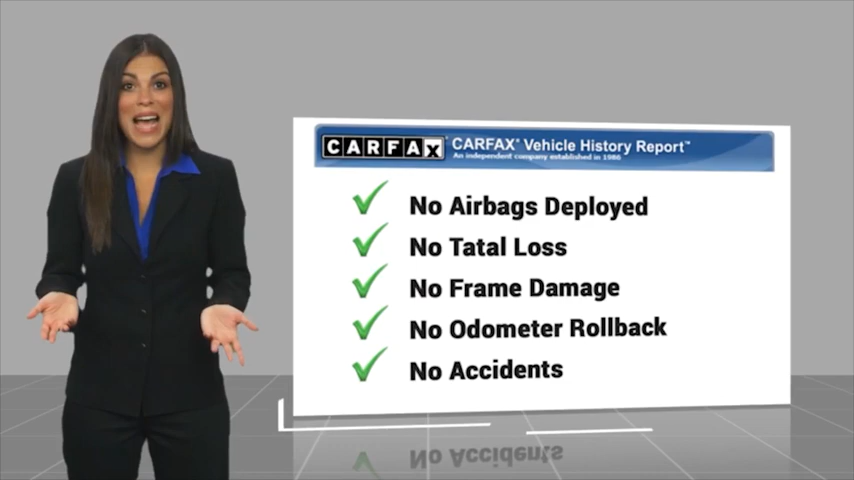 CARFAX CARFAX® Vehicle History Report™
An independent company established in 1986
No Airbags Deployed
No Tatal Loss
No Frame Damage
No Odometer Rollback
No Accidents
No Accidents